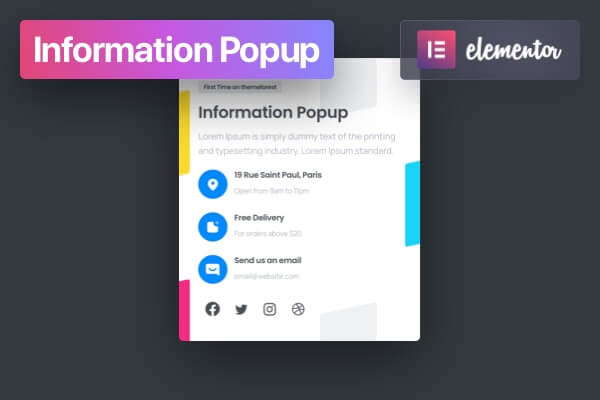 Information Popup
elementor
First Time on themeforest
Information Popup
Lorem Ipsum is simply dummy text of the printing
and typesetting industry. Lorem Ipsum standard.
19 Rue Saint Paul, Paris
Open from 9am to 11pm
Free Delivery
For orders above $20
Send us an email
email@website.com